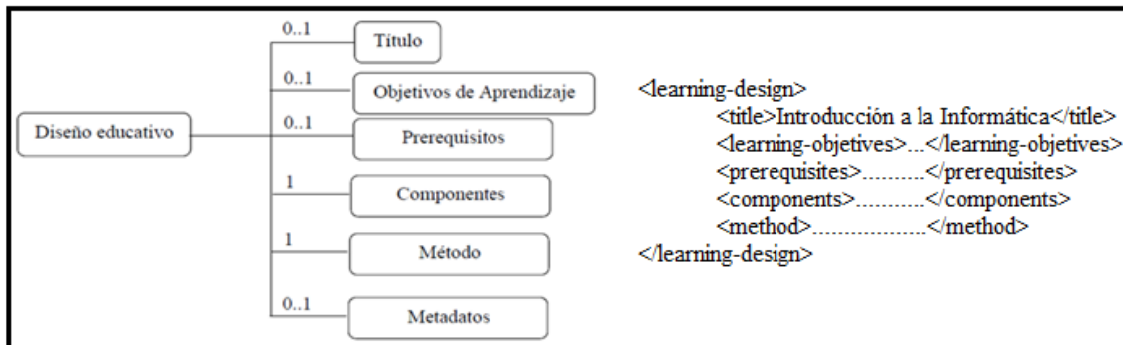 0..1
Título
0..1
Objetivos de Aprendizaje
Diseño educativo
0..1
Prerequisitos
1
Componentes
1
Método
0..1
Metadatos
<learning-design>
<title>Introducción a la Informática</title>
<learning-objetives>...</learning-objetives>
<prerequisites>..........</prerequisites>
<components>...........</components>
<method>..................</method>
</learning-design>